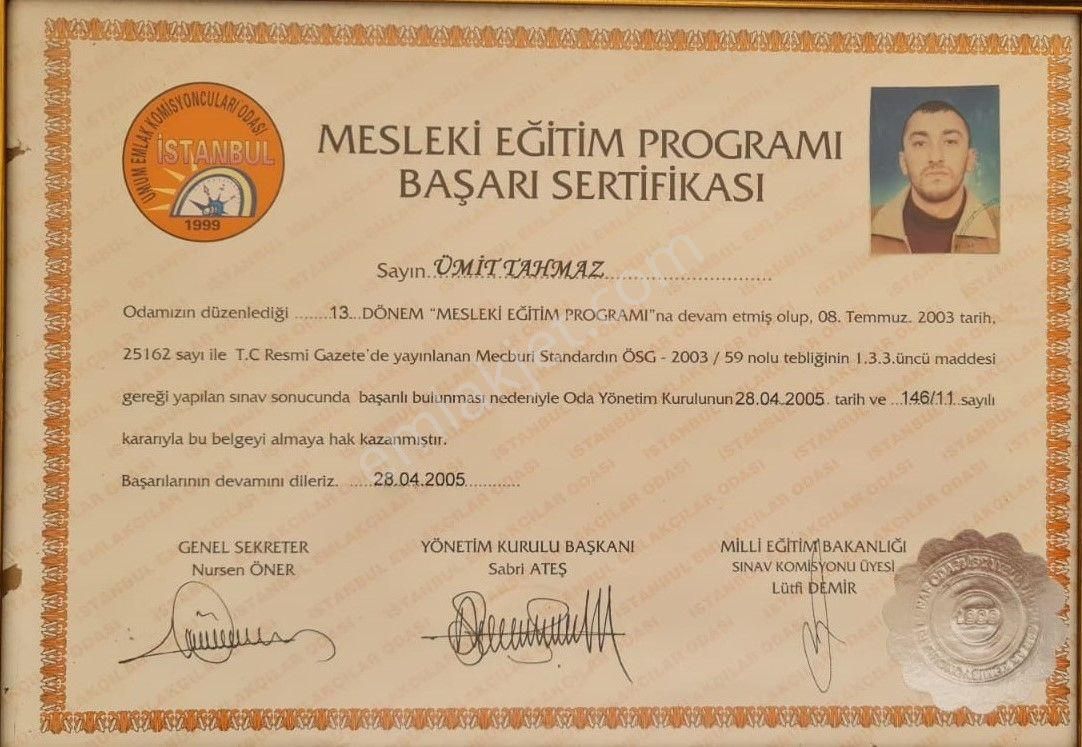 UMUM EMLAK KOMİSYONCULARI ODASI
İSTANBUL
1999
MESLEKİ EĞİTİM PROGRAMI
BAŞARI SERTİFİKASI
Sayın. ÜMİT TAHMAZ
Odamızın düzenlediği .......13...DÖNEM "MESLEKİ EĞİTİM PROGRAMI"na devam etmiş olup, 08. Temmuz. 2003 tarih,
25162 sayı ile T.C Resmi Gazete'de yayınlanan Mecburi Standardın ÖSG - 2003 / 59 nolu tebliğinin 1.3.3.üncü maddesi
gereği yapılan sınav sonucunda başarılı bulunması nedeniyle Oda Yönetim Kurulunun 28.04.2005 tarih ve ..146/11..sayılı
kararıyla bu belgeyi almaya hak kazanmıştır.
Başarılarının devamını dileriz. .....28.04.2005............
GENEL SEKRETER
Nursen ÖNER
YÖNETİM KURULU BAŞKANI
Sabri ATEŞ
MİLLİ EĞİTİM BAKANLIĞI
SINAV KOMİSYONU ÜYESİ
Lütfi DEMİR
1999
emlakjet.com